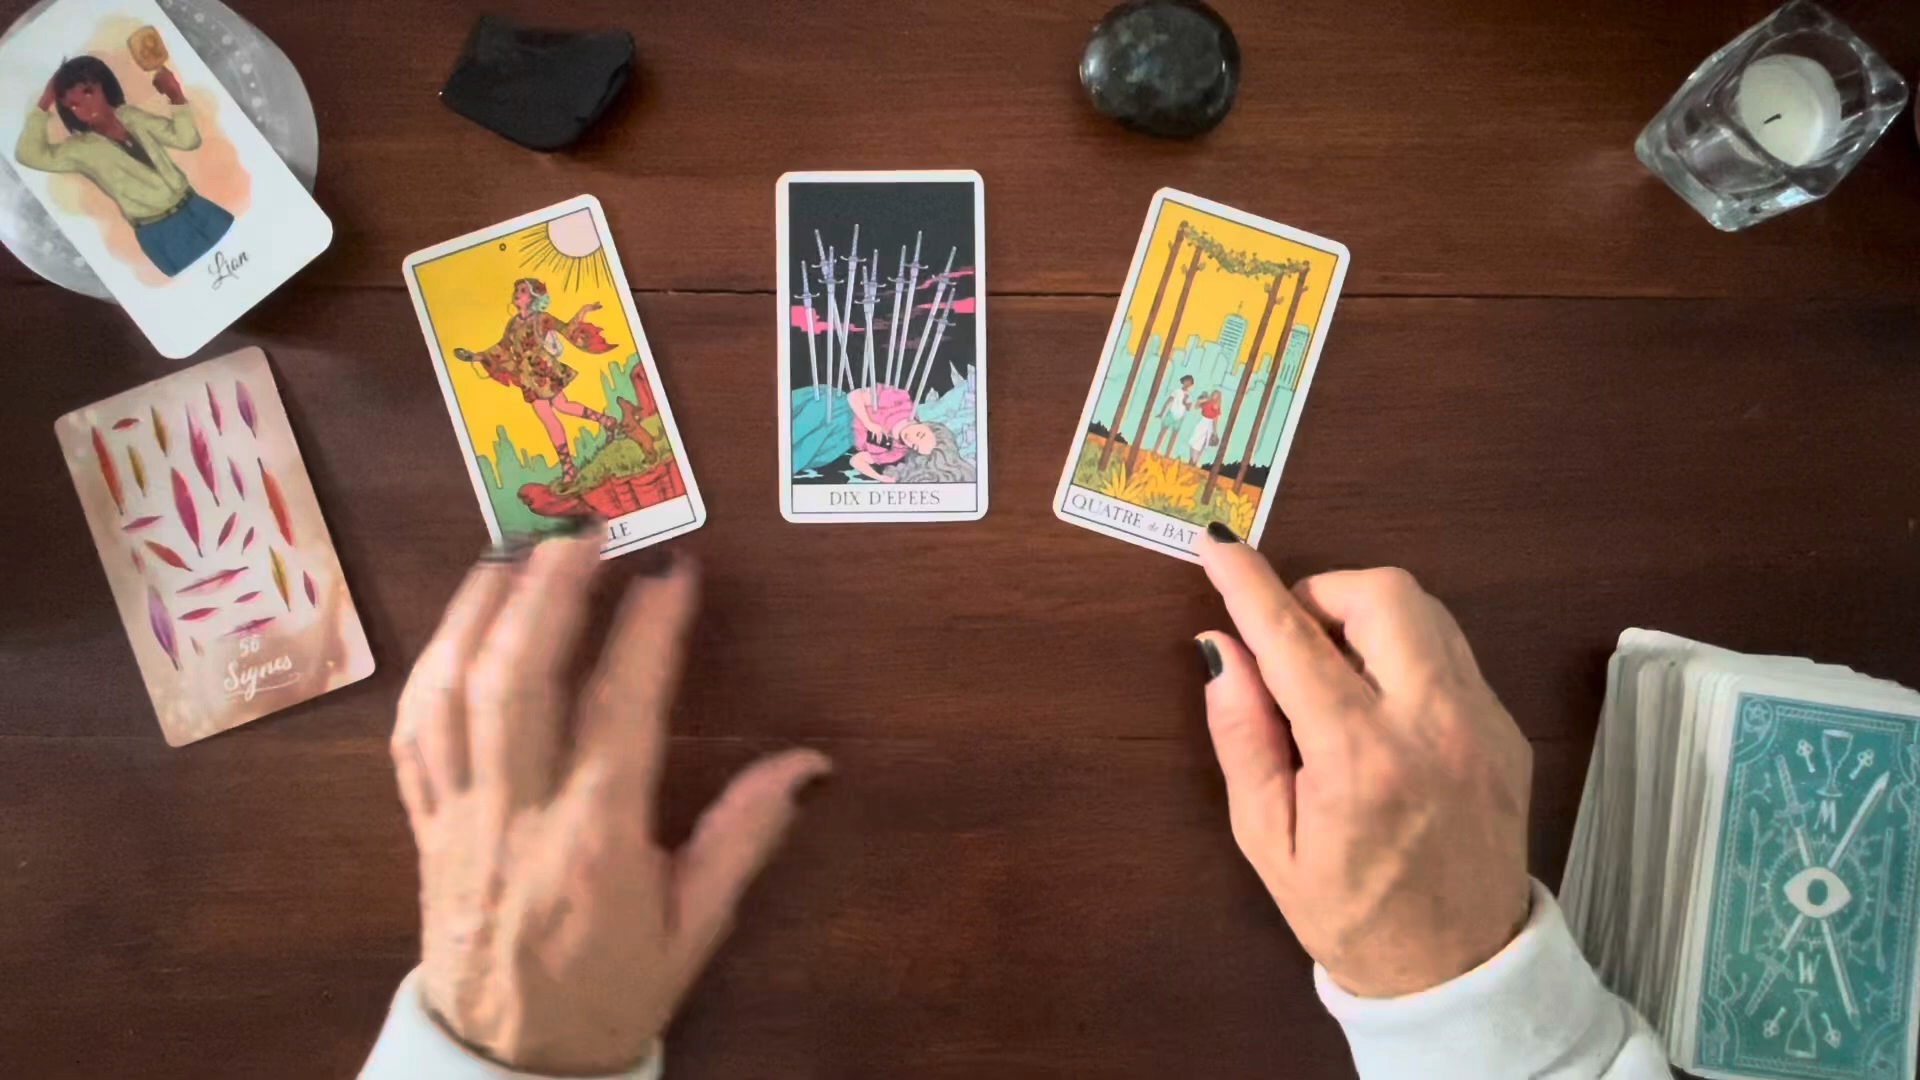 Lion
DIX D'EPEES
QUATRE de BAT
56
Signes
M
W